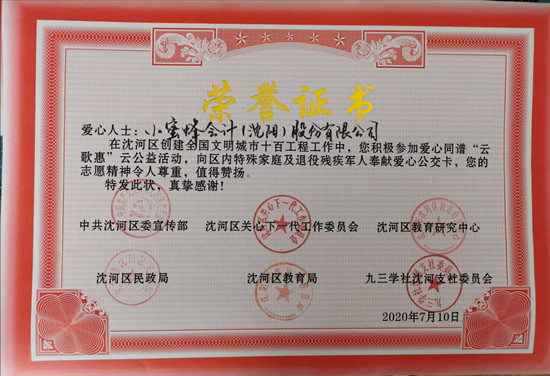 荣誉证书
爱心人士：小蜜蜂会计（沈阳）股份有限公司
在沈河区创建全国文明城市十百工程工作中，您积极参加爱心同谱“云
歌惠”云公益活动，向区内特殊家庭及退役残疾军人奉献爱心公交卡，您的
志愿精神令人尊重，值得赞扬。
特发此状，真挚感谢！
中共沈河区委宣传部 沈河区关心下一代工作委员会 沈河区教育研究中心
沈河区民政局 沈河区教育局 九三学社沈河支社委员会
2020年7月10日